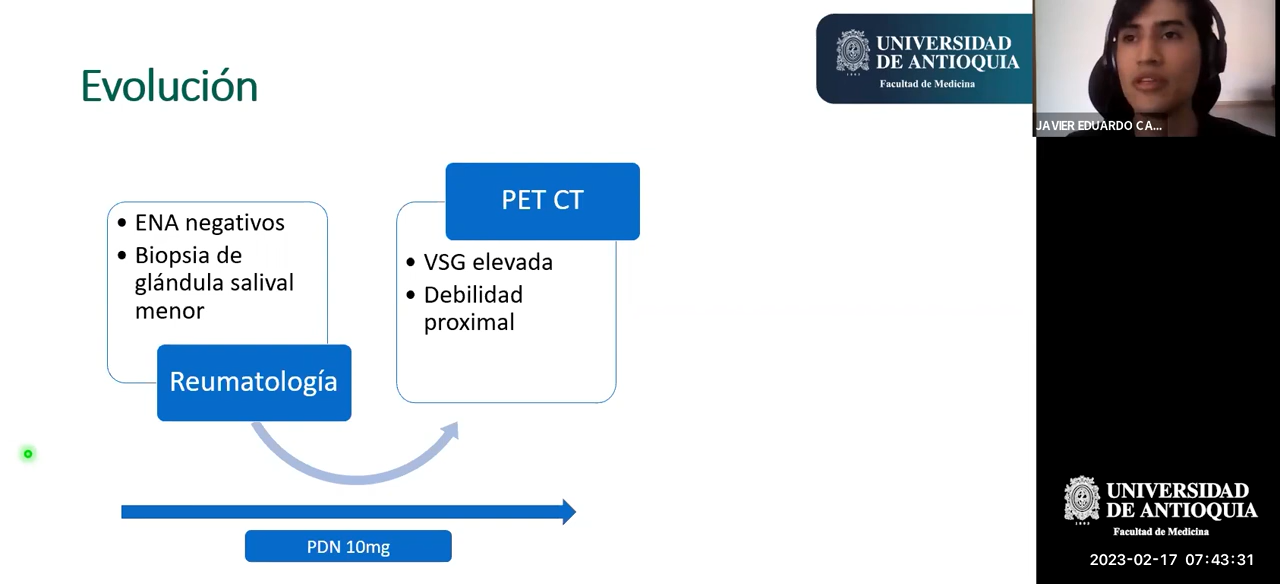 Evolución
UNIVERSIDAD
DE ANTIOQUIA
1803
Facultad de Medicina
JAVIER EDUARDO CA...
• ENA negativos
• Biopsia de
glándula salival
menor
Reumatología
PET CT
• VSG elevada
• Debilidad
proximal
PDN 10mg
UNIVERSIDAD
DE ANTIOQUIA
1803
Facultad de Medicina
2023-02-17 07:43:31